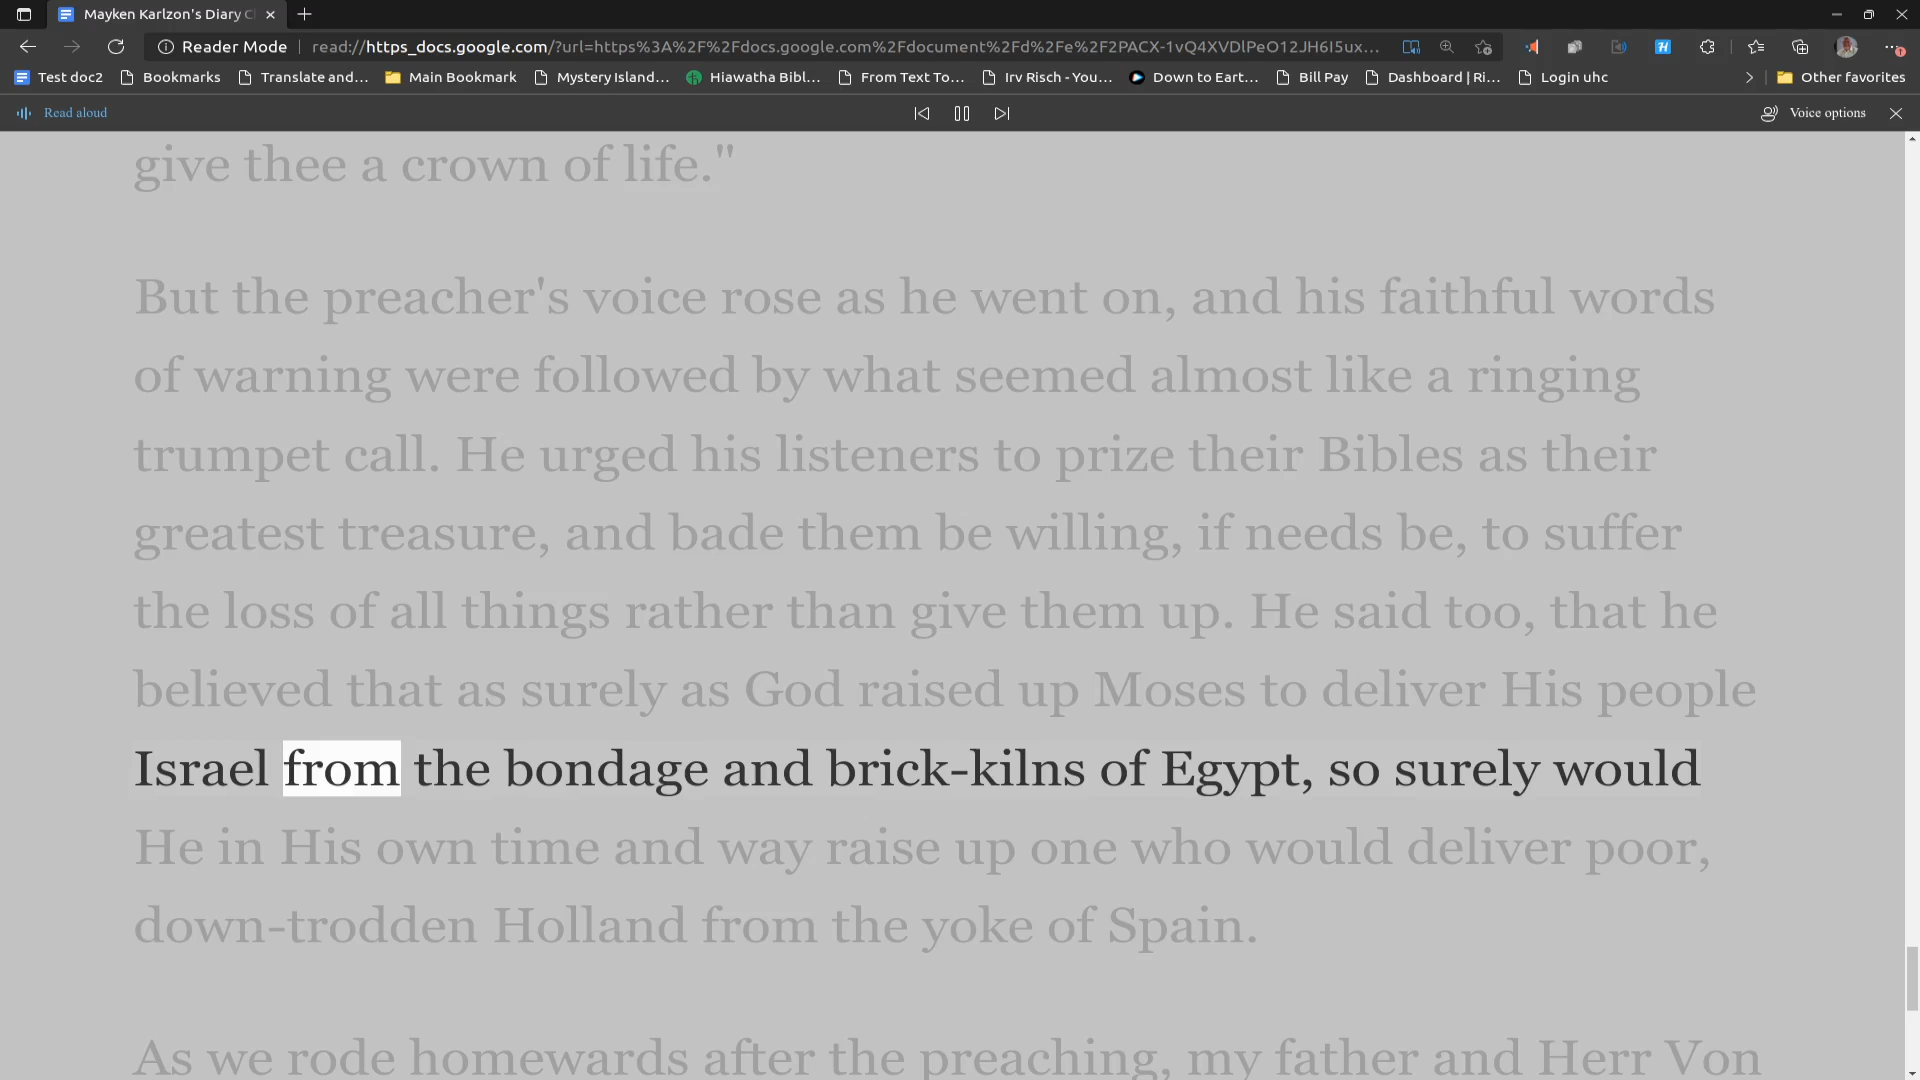 Mayken Karlzon's Diary C
Reader Mode
read://https_docs.google.com/?url=https%3A%2F%2Fdocs.google.com%2Fdocument%2Fd%2Fe%2F2PACX-1vQ4XVDlPeO12JH6I5ux...
Test doc2 Bookmarks Translate and... Main Bookmark Mystery Island... Hiawatha Bibl... From Text To... Irv Risch - You... Down to Eart... Bill Pay Dashboard | Ri... Login uhc Other favorites
Read aloud Voice options
give thee a crown of life."
But the preacher's voice rose as he went on, and his faithful words
of warning were followed by what seemed almost like a ringing
trumpet call. He urged his listeners to prize their Bibles as their
greatest treasure, and bade them be willing, if needs be, to suffer
the loss of all things rather than give them up. He said too, that he
believed that as surely as God raised up Moses to deliver His people
Israel from the bondage and brick-kilns of Egypt, so surely would
He in His own time and way raise up one who would deliver poor,
down-trodden Holland from the yoke of Spain.
As we rode homewards after the preaching, my father and Herr Von